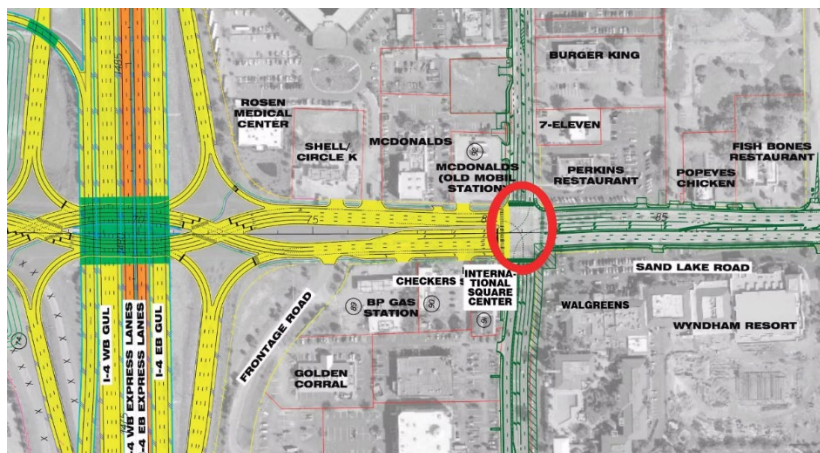 BURGER KING
ROSEN
MEDICAL
CENTER
SHELL/
CIRCLE K
MCDONALDS
MCDONALDS
(OLD MOBIL
STATION)
7-ELEVEN
PERKINS
RESTAURANT
FISH BONES
RESTAURANT
POPEYES
CHICKEN
75
85
SAND LAKE ROAD
CHECKERS
INTERNA-
TIONAL
SQUARE
CENTER
BP GAS
STATION
WALGREENS
WYNDHAM RESORT
FRONTAGE ROAD
GOLDEN
CORRAL
I-4 WB GUL
I-4 WB EXPRESS LANES
I-4 EB EXPRESS LANES
I-4 EB GUL